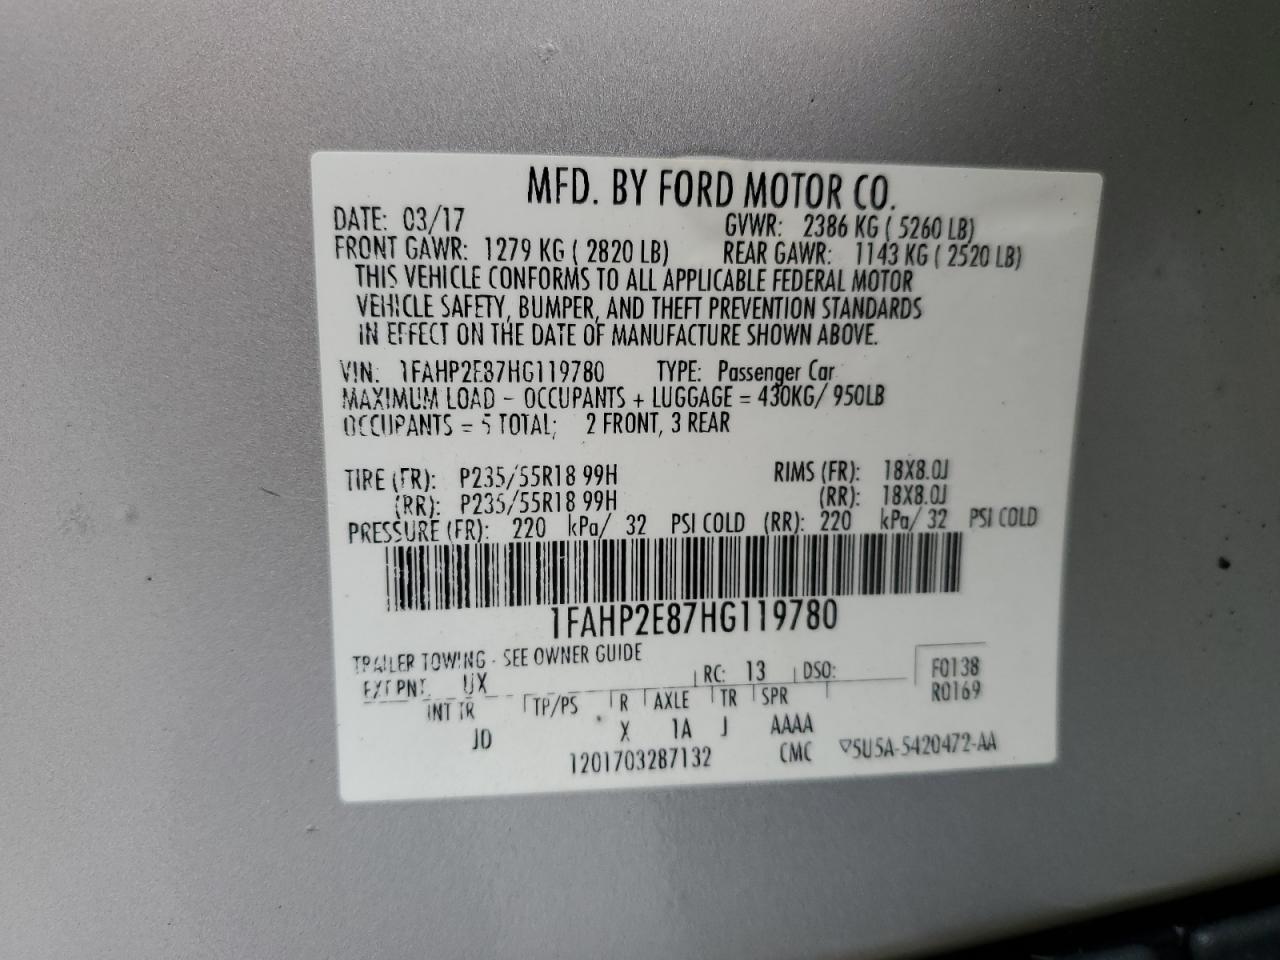 MFD. BY FORD MOTOR CO.
DATE: 03/17 GVWR: 2386 KG ( 5260 LB)
FRONT GAWR: 1279 KG ( 2820 LB) REAR GAWR: 1143 KG ( 2520 LB)
THIS VEHICLE CONFORMS TO ALL APPLICABLE FEDERAL MOTOR
VEHICLE SAFETY, BUMPER, AND THEFT PREVENTION STANDARDS
IN EFFECT ON THE DATE OF MANUFACTURE SHOWN ABOVE.
VIN: 1FAHP2E87HG119780 TYPE: Passenger Car
MAXIMUM LOAD - OCCUPANTS + LUGGAGE = 430KG/ 950LB
OCCUPANTS = 5 TOTAL; 2 FRONT, 3 REAR
TIRE (FR): P235/55R18 99H RIMS (FR): 18X8.0J
(RR): P235/55R18 99H (RR): 18X8.0J
PRESSURE (FR): 220 kPa/ 32 PSI COLD (RR): 220 kPa/ 32 PSI COLD
1FAHP2E87HG119780
TRAILER TOWING - SEE OWNER GUIDE
EXT PNT: UX RC: 13 DSO: F0138
INT TR TP/PS R AXLE TR SPR R0169
JD X 1A J AAAA
1201703287132 CMC ▽5U5A-5420472-AA